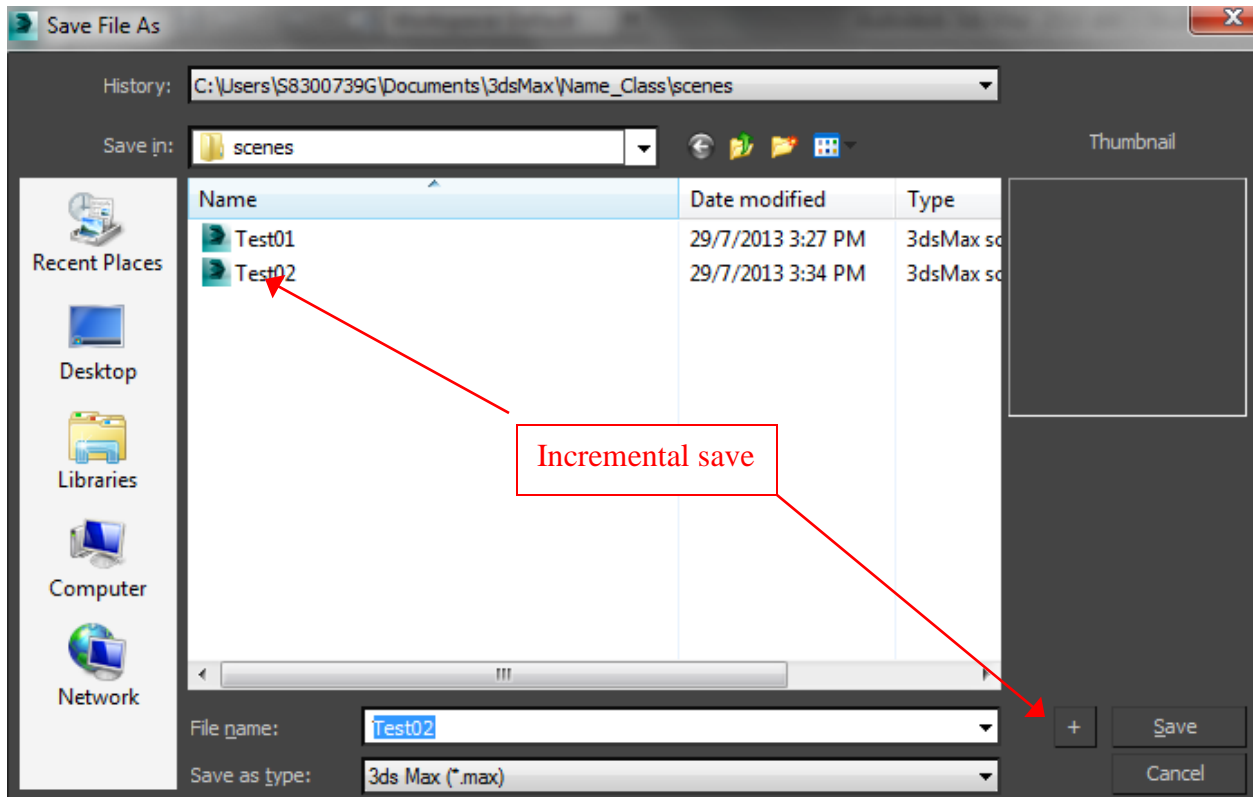 Save File As
History: C:\Users\S8300739G\Documents\3dsMax\Name_Class\scenes
Save in: scenes
Thumbnail
Name Date modified Type
Test01 29/7/2013 3:27 PM 3dsMax sc
Test02 29/7/2013 3:34 PM 3dsMax sc
Recent Places
Desktop
Libraries
Computer
Network
Incremental save
File name: Test02 + Save
Save as type: 3ds Max (*.max) Cancel